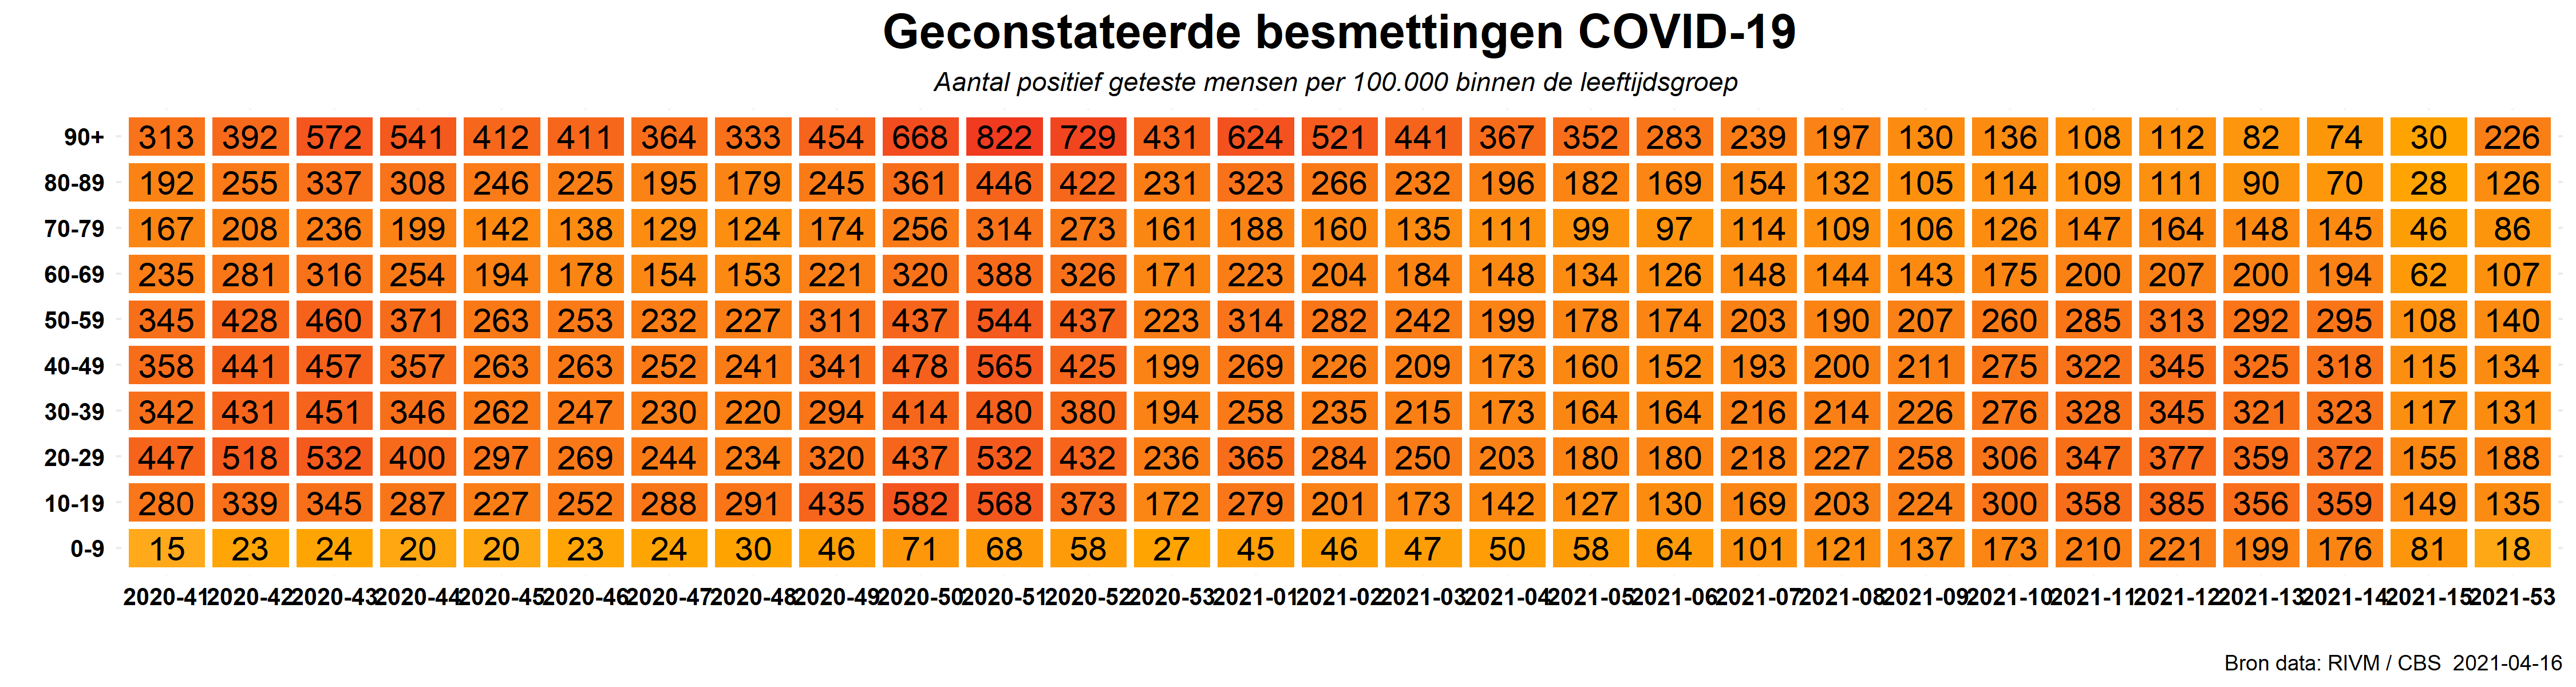 Geconstateerde besmettingen COVID-19
Aantal positief geteste mensen per 100.000 binnen de leeftijdsgroep
90+ 313 392 572 541 412 411 364 333 454 668 822 729 431 624 521 441 367 352 283 239 197 130 136 108 112 82 74 30 226
80-89 192 255 337 308 246 225 195 179 245 361 446 422 231 323 266 232 196 182 169 154 132 105 114 109 111 90 70 28 126
70-79 167 208 236 199 142 138 129 124 174 256 314 273 161 188 160 135 111 99 97 114 109 106 126 147 164 148 145 46 86
60-69 235 281 316 254 194 178 154 153 221 320 388 326 171 223 204 184 148 134 126 148 144 143 175 200 207 200 194 62 107
50-59 345 428 460 371 263 253 232 227 311 437 544 437 223 314 282 242 199 178 174 203 190 207 260 285 313 292 295 108 140
40-49 358 441 457 357 263 263 252 241 341 478 565 425 199 269 226 209 173 160 152 193 200 211 275 322 345 325 318 115 134
30-39 342 431 451 346 262 247 230 220 294 414 480 380 194 258 235 215 173 164 164 216 214 226 276 328 345 321 323 117 131
20-29 447 518 532 400 297 269 244 234 320 437 532 432 236 365 284 250 203 180 180 218 227 258 306 347 377 359 372 155 188
10-19 280 339 345 287 227 252 288 291 435 582 568 373 172 279 201 173 142 127 130 169 203 224 300 358 385 356 359 149 135
0-9 15 23 24 20 20 23 24 30 46 71 68 58 27 45 46 47 50 58 64 101 121 137 173 210 221 199 176 81 18
2020-41 2020-42 2020-43 2020-44 2020-45 2020-46 2020-47 2020-48 2020-49 2020-50 2020-51 2020-52 2020-53 2021-01 2021-02 2021-03 2021-04 2021-05 2021-06 2021-07 2021-08 2021-09 2021-10 2021-11 2021-12 2021-13 2021-14 2021-15 2021-53
Bron data: RIVM / CBS 2021-04-16